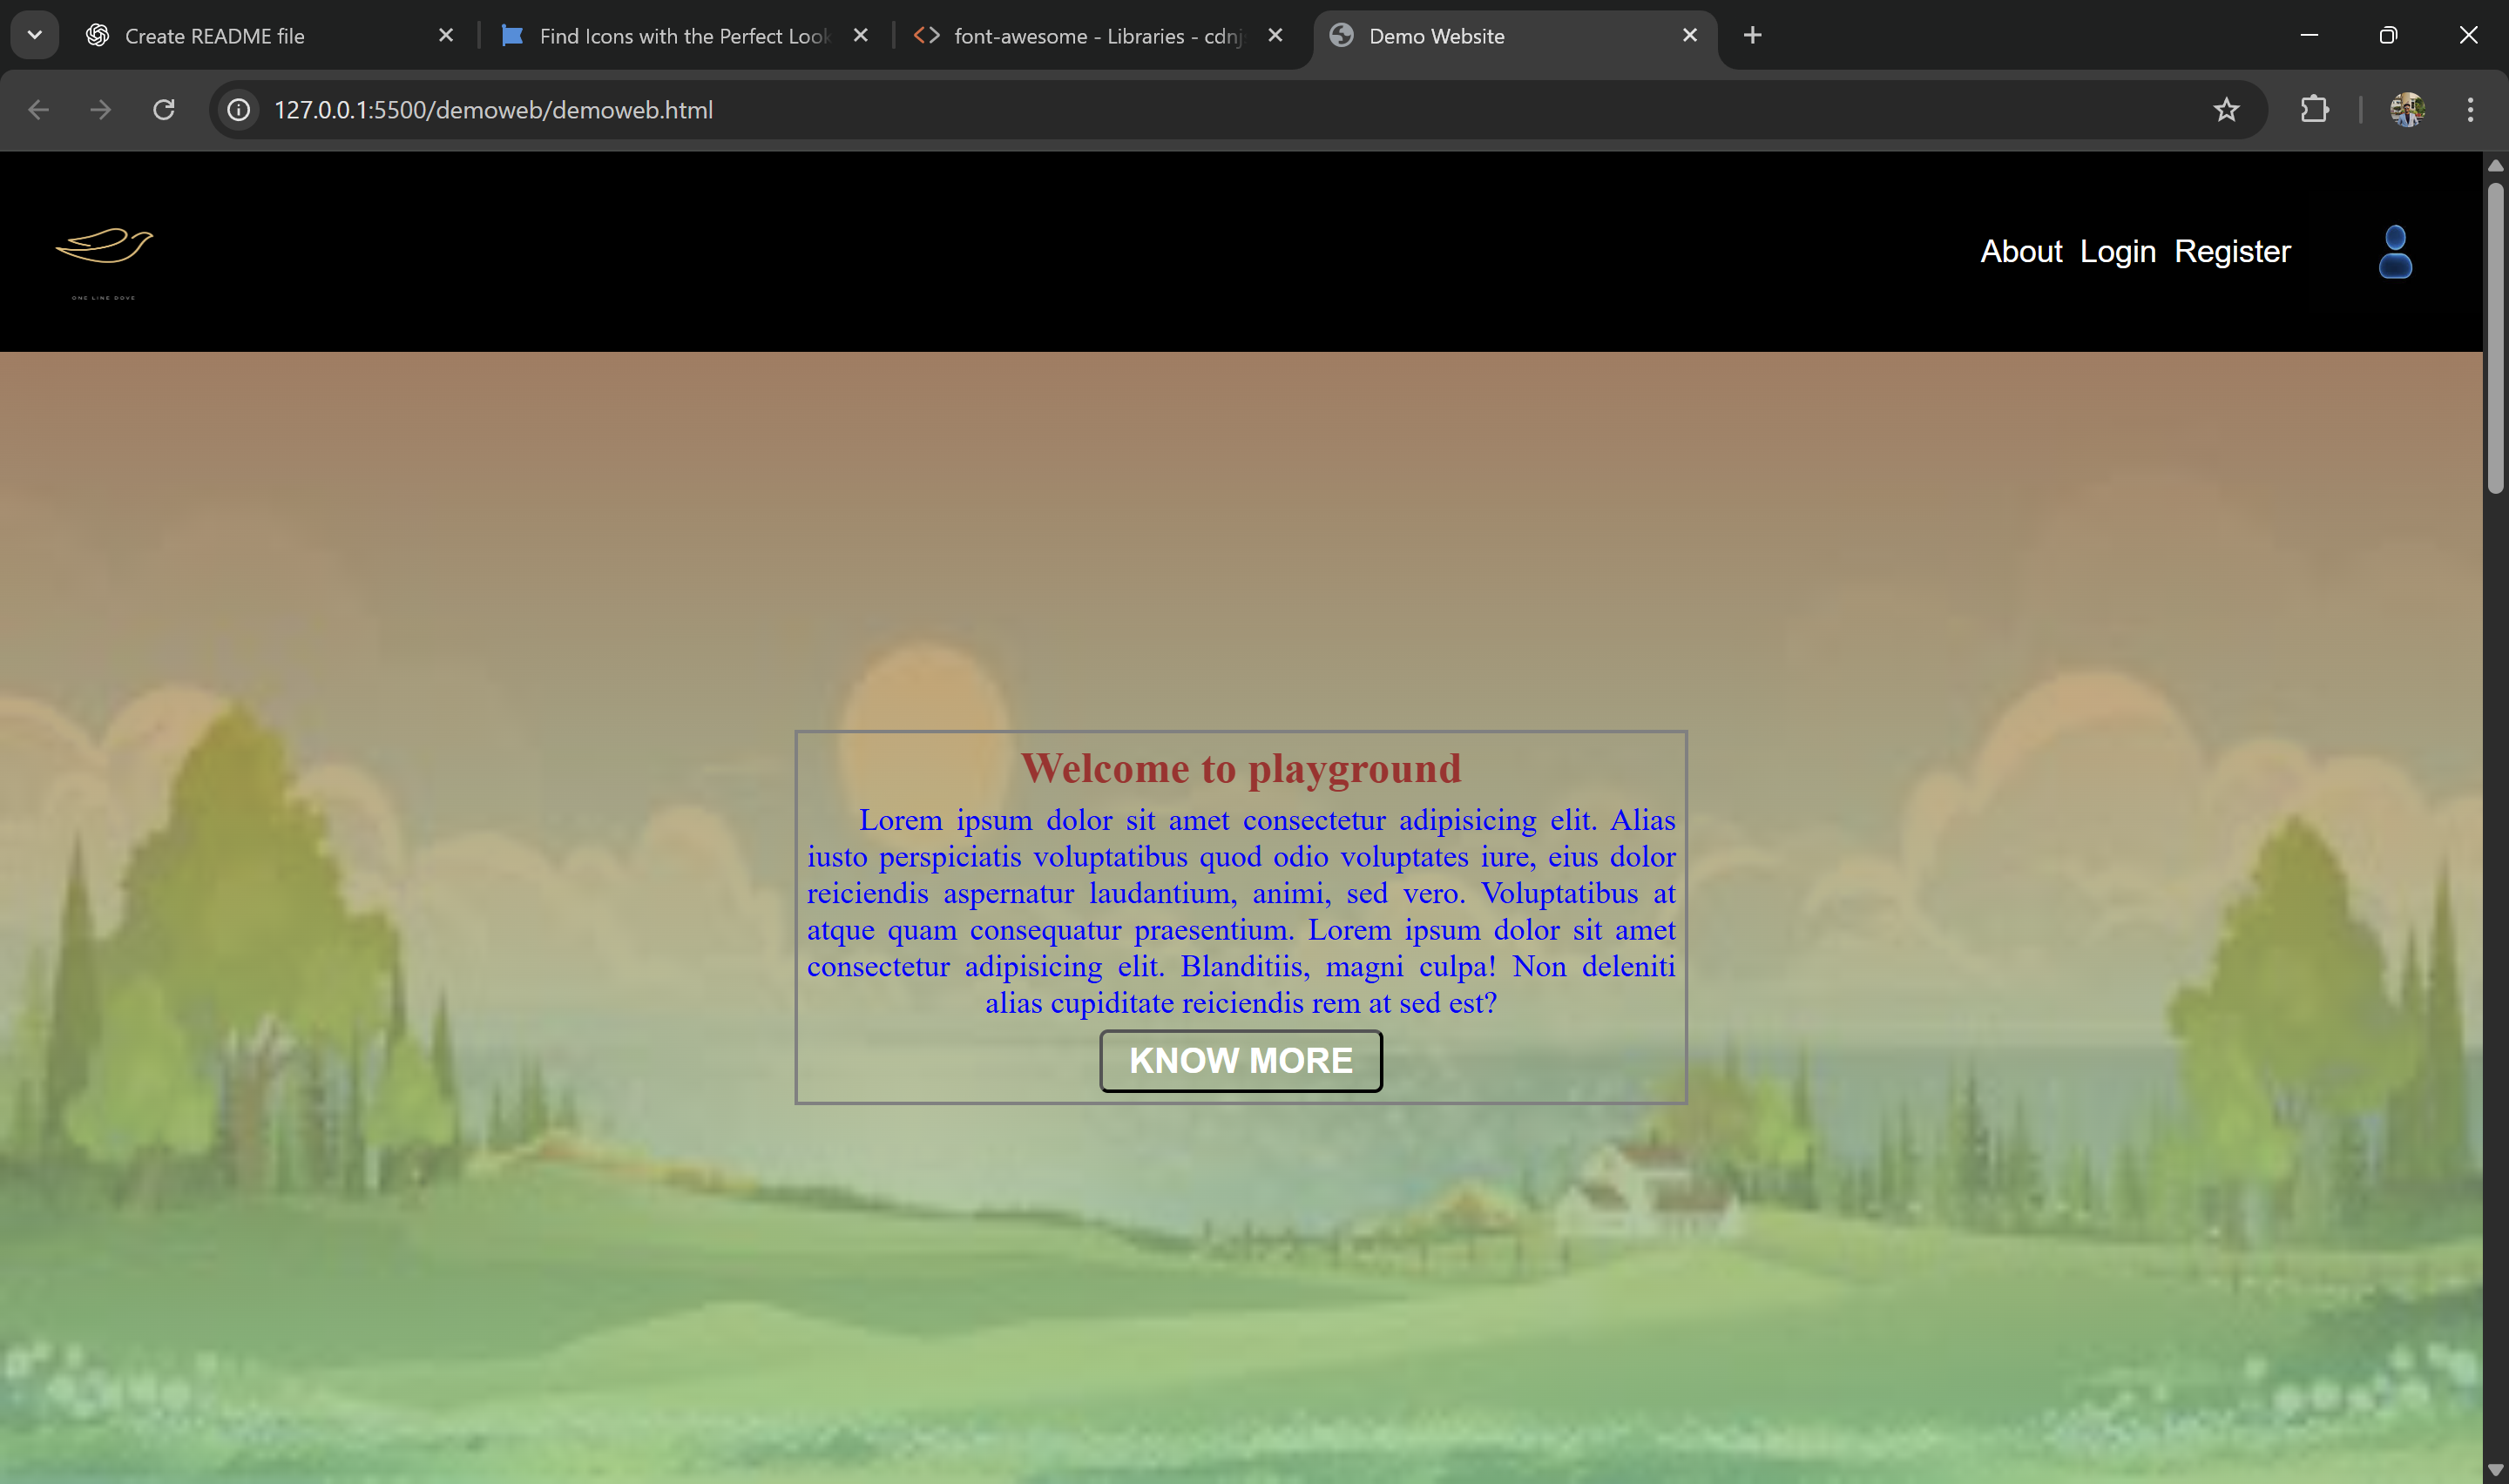 Create README file
Find Icons with the Perfect Look
font-awesome - Libraries - cdnj
Demo Website
127.0.0.1:5500/demoweb/demoweb.html
ONE LINE DOVE
About Login Register
Welcome to playground
Lorem ipsum dolor sit amet consectetur adipisicing elit. Alias
iusto perspiciatis voluptatibus quod odio voluptates iure, eius dolor
reiciendis aspernatur laudantium, animi, sed vero. Voluptatibus at
atque quam consequatur praesentium. Lorem ipsum dolor sit amet
consectetur adipisicing elit. Blanditiis, magni culpa! Non deleniti
alias cupiditate reiciendis rem at sed est?
KNOW MORE